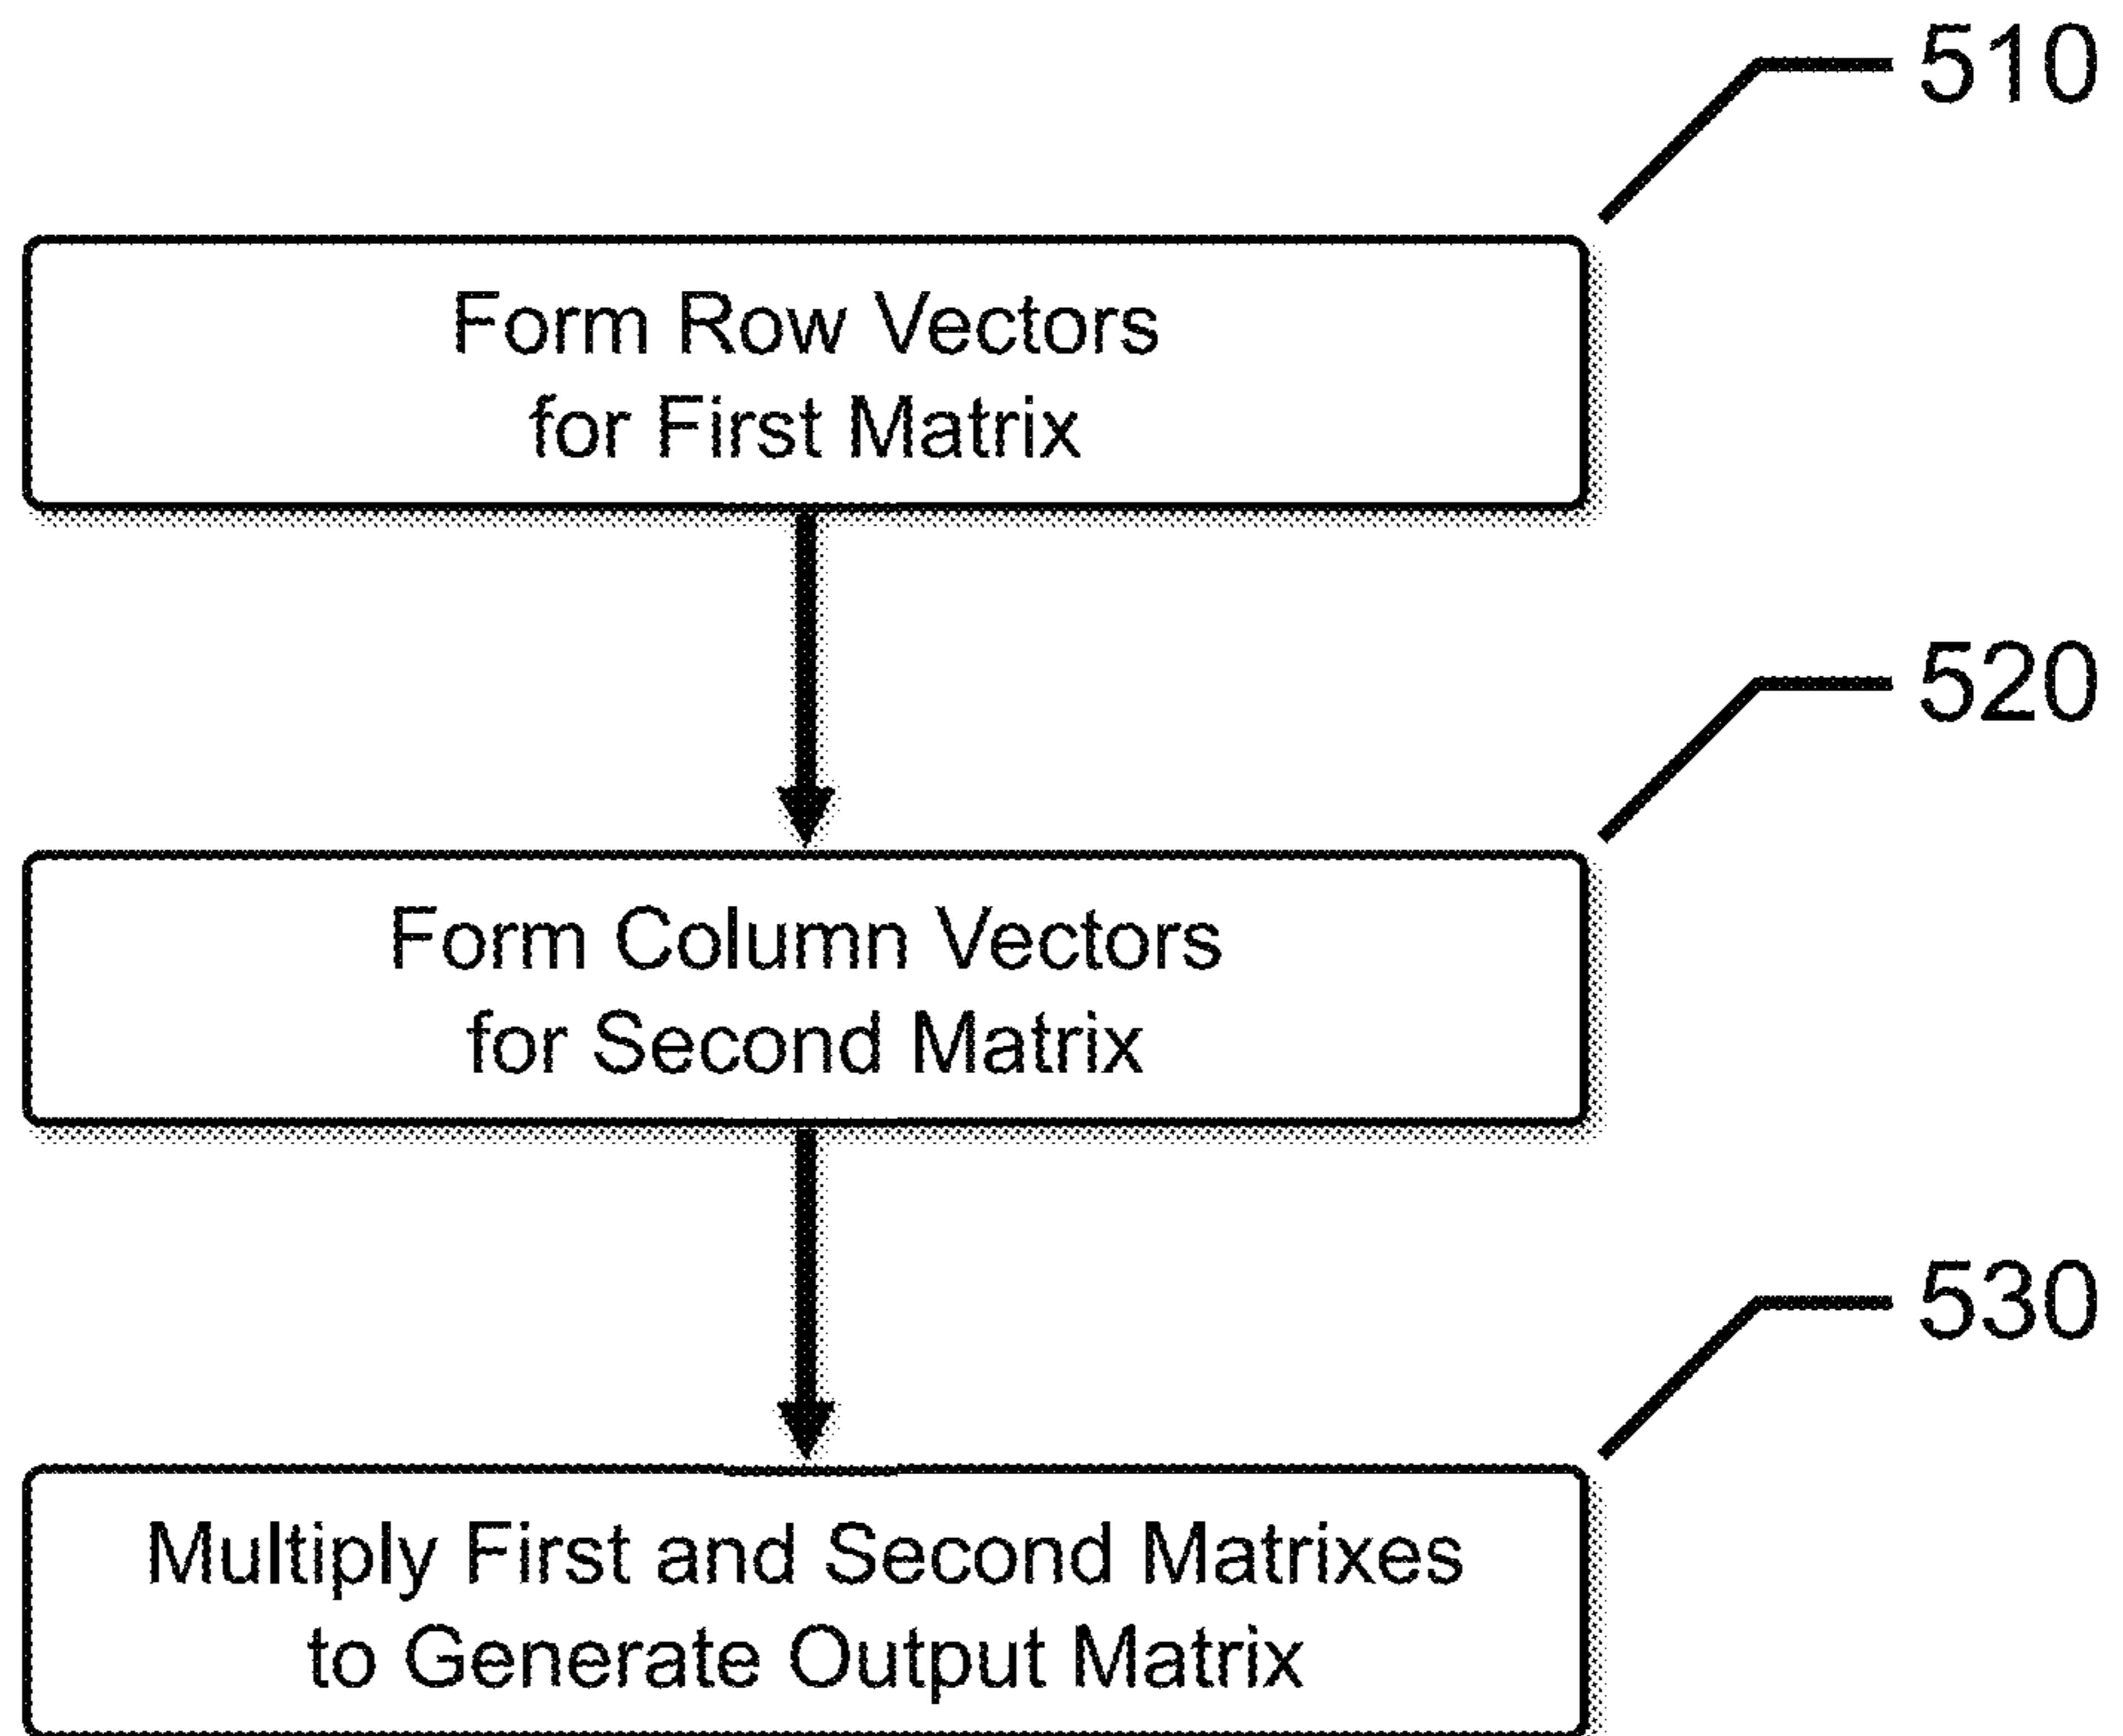 510
Form Row Vectors
for First Matrix
520
Form Column Vectors
for Second Matrix
530
Multiply First and Second Matrixes
to Generate Output Matrix